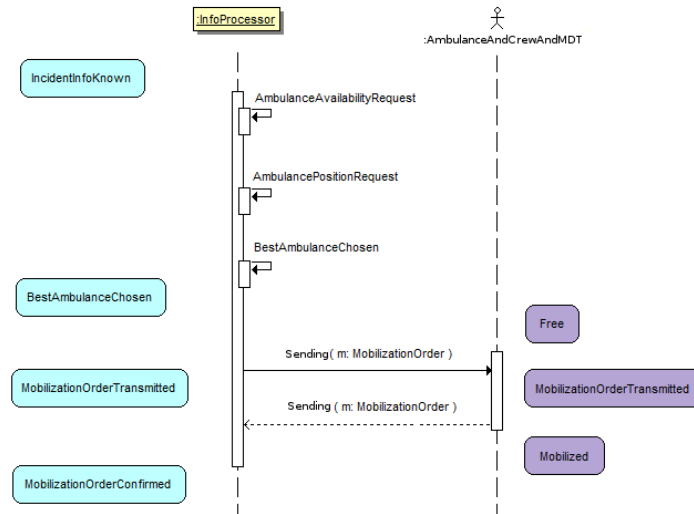 :InfoProcessor
:AmbulanceAndCrewAndMDT
IncidentInfoKnown
AmbulanceAvailabilityRequest
AmbulancePositionRequest
BestAmbulanceChosen
BestAmbulanceChosen
Free
Sending( m: MobilizationOrder )
MobilizationOrderTransmitted
MobilizationOrderTransmitted
Sending ( m: MobilizationOrder )
Mobilized
MobilizationOrderConfirmed